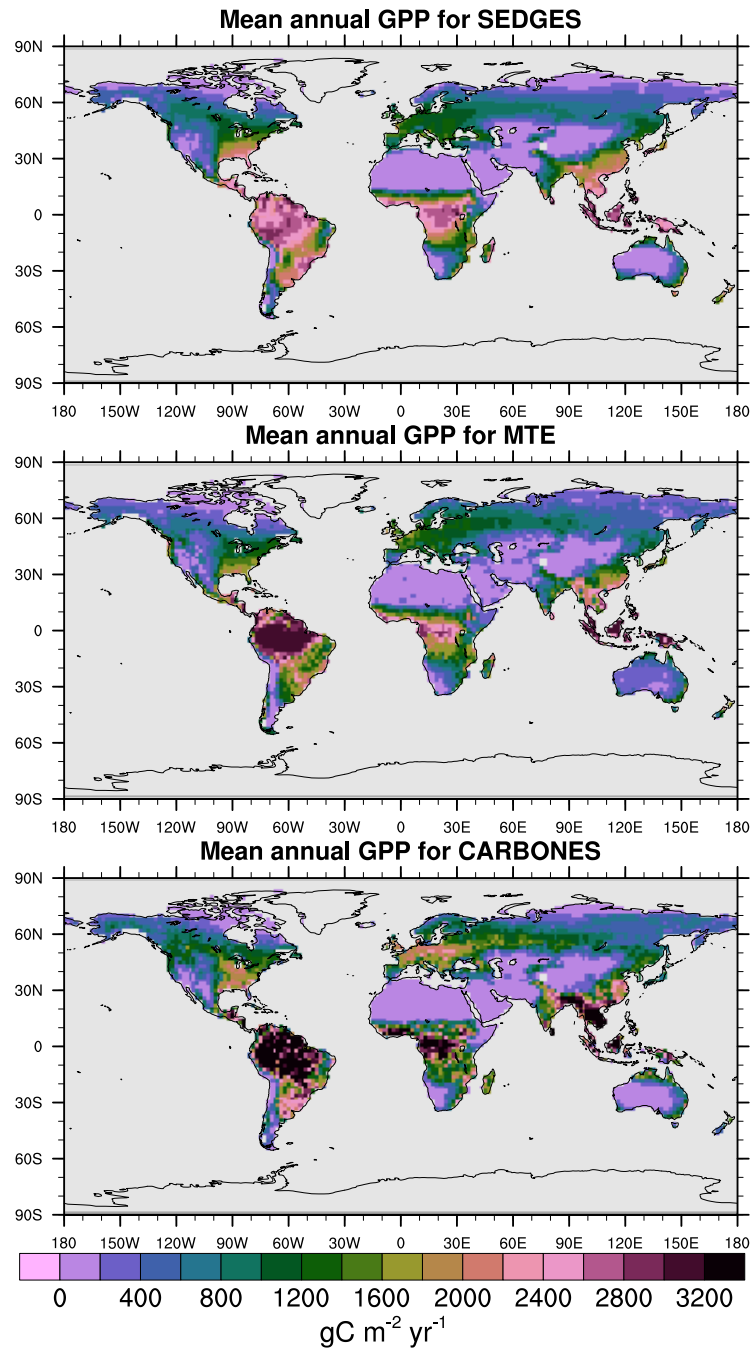 Mean annual GPP for SEDGES
90N
60N
30N
0
30S
60S
90S
180 150W 120W 90W 60W 30W 0 30E 60E 90E 120E 150E 180
Mean annual GPP for MTE
90N
60N
30N
0
30S
60S
90S
180 150W 120W 90W 60W 30W 0 30E 60E 90E 120E 150E 180
Mean annual GPP for CARBONES
90N
60N
30N
0
30S
60S
90S
180 150W 120W 90W 60W 30W 0 30E 60E 90E 120E 150E 180
0 400 800 1200 1600 2000 2400 2800 3200
gC m⁻² yr⁻¹